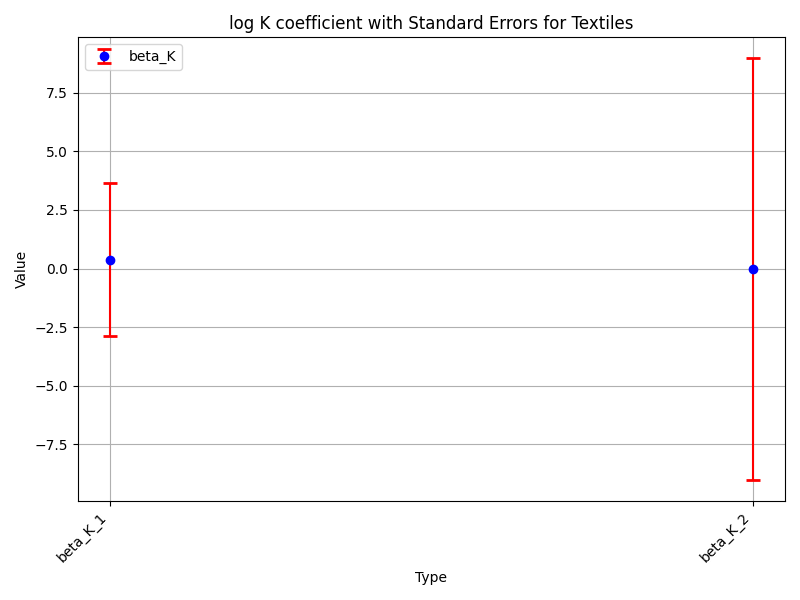 log K coefficient with Standard Errors for Textiles
beta_K
7.5
5.0
2.5
0.0
−2.5
−5.0
−7.5
Value
beta_K_1
beta_K_2
Type